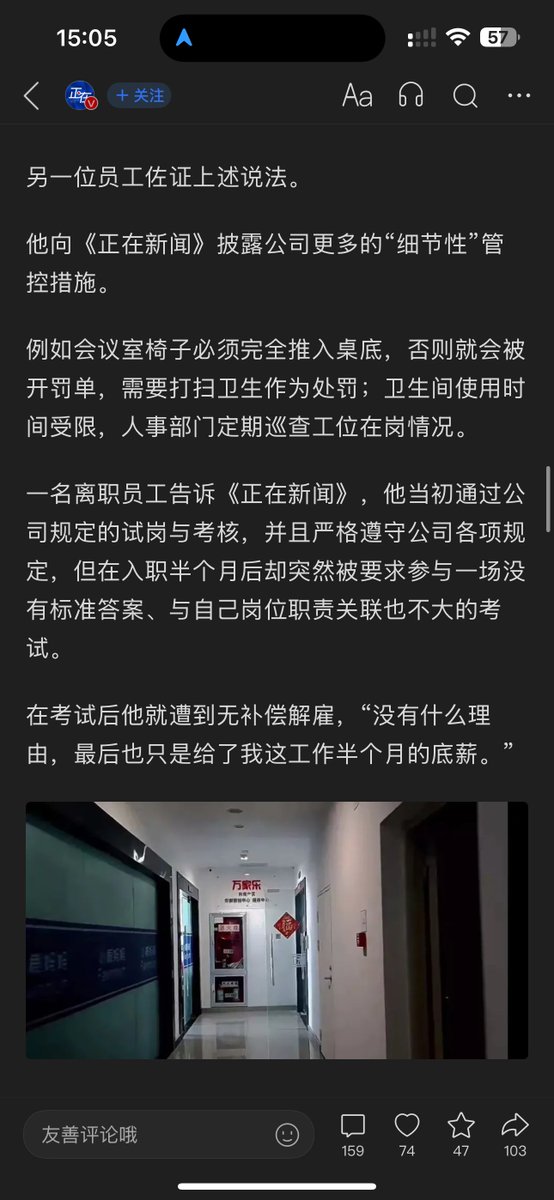 15:05
57
正在
V
+ 关注
Aa
另一位员工佐证上述说法。
他向《正在新闻》披露公司更多的“细节性”管
控措施。
例如会议室椅子必须完全推入桌底，否则就会被
开罚单，需要打扫卫生作为处罚；卫生间使用时
间受限，人事部门定期巡查工位在岗情况。
一名离职员工告诉《正在新闻》，他当初通过公
司规定的试岗与考核，并且严格遵守公司各项规
定，但在入职半个月后却突然被要求参与一场没
有标准答案、与自己岗位职责关联也不大的考
试。
在考试后他就遭到无补偿解雇，“没有什么理
由，最后也只是给了我这工作半个月的底薪。”
万家乐
福
友善评论哦
159
74
47
103